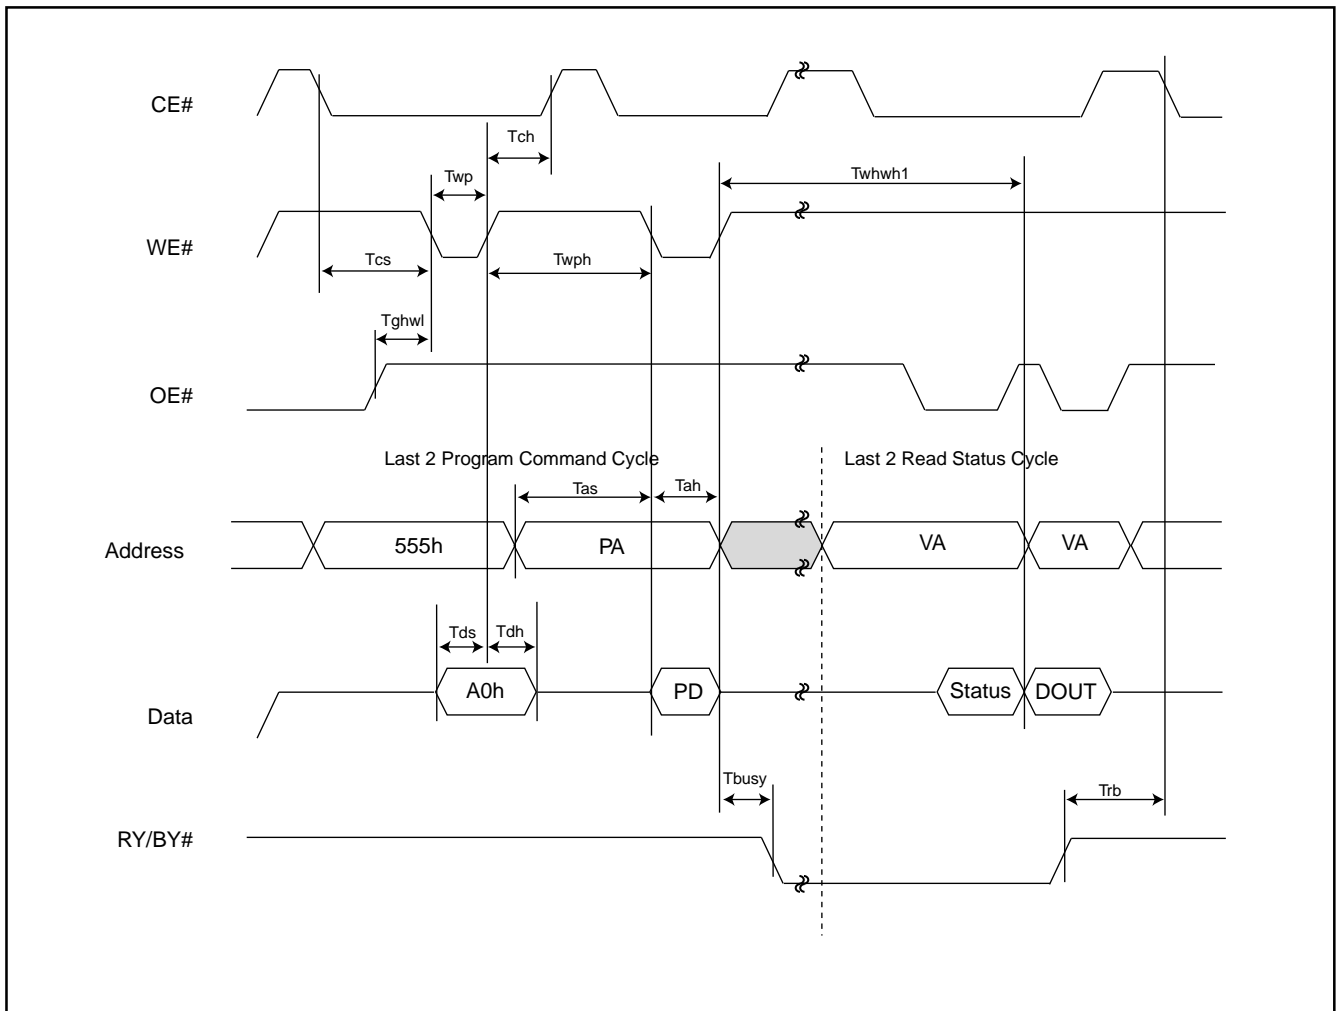 CE#
Tch
Twp
Twhwh1
WE#
Tcs
Twph
Tghwl
OE#
Last 2 Program Command Cycle
Last 2 Read Status Cycle
Tas
Tah
Address
555h
PA
VA
VA
Tds
Tdh
Data
A0h
PD
Status
DOUT
Tbusy
Trb
RY/BY#